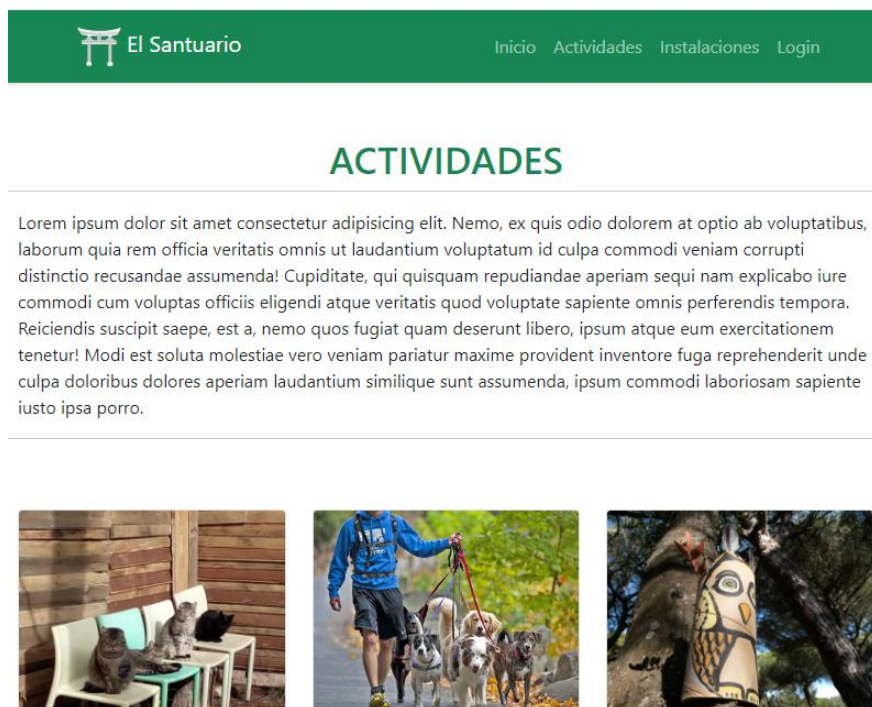 El Santuario
Inicio Actividades Instalaciones Login
ACTIVIDADES
Lorem ipsum dolor sit amet consectetur adipisicing elit. Nemo, ex quis odio dolorem at optio ab voluptatibus,
laborum quia rem officia veritatis omnis ut laudantium voluptatum id culpa commodi veniam corrupti
distinctio recusandae assumenda! Cupiditate, qui quisquam repudiandae aperiam sequi nam explicabo iure
commodi cum voluptas officiis eligendi atque veritatis quod voluptate sapiente omnis perferendis tempora.
Reiciendis suscipit saepe, est a, nemo quos fugiat quam deserunt libero, ipsum atque eum exercitationem
tenetur! Modi est soluta molestiae vero veniam pariatur maxime provident inventore fuga reprehenderit unde
culpa doloribus dolores aperiam laudantium similique sunt assumenda, ipsum commodi laboriosam sapiente
iusto ipsa porro.